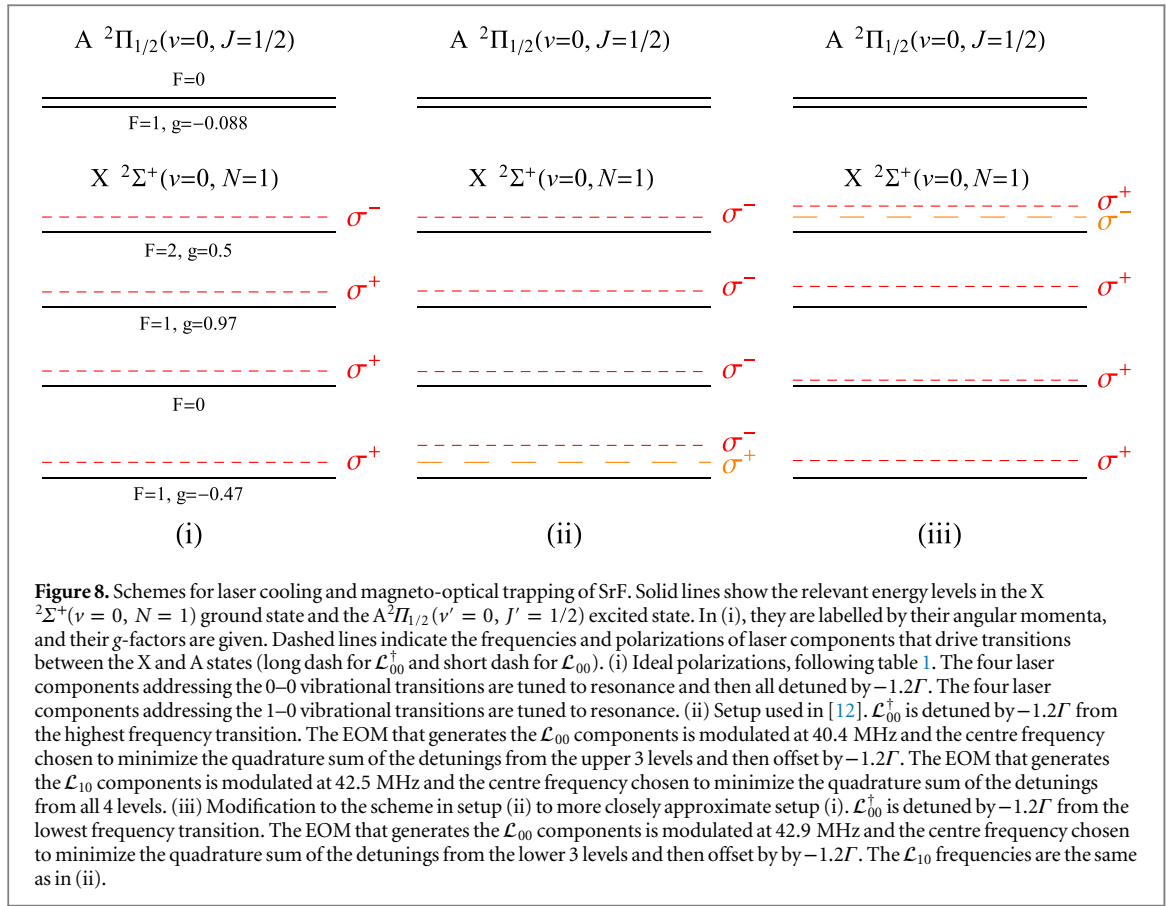 A ²Π₁/₂(v=0, J=1/2) A ²Π₁/₂(v=0, J=1/2) A ²Π₁/₂(v=0, J=1/2)
F=0
F=1, g=−0.088
X ²Σ⁺(v=0, N=1) X ²Σ⁺(v=0, N=1) X ²Σ⁺(v=0, N=1)
σ⁻ σ⁻ σ⁺
σ⁻
F=2, g=0.5
σ⁺ σ⁻ σ⁺
F=1, g=0.97
σ⁺ σ⁻ σ⁺
F=0
σ⁻
σ⁺ σ⁺ σ⁺
F=1, g=−0.47
(i) (ii) (iii)
Figure 8. Schemes for laser cooling and magneto-optical trapping of SrF. Solid lines show the relevant energy levels in the X
²Σ⁺(ν = 0, N = 1) ground state and the A²Π₁/₂ (ν′ = 0, J′ = 1/2) excited state. In (i), they are labelled by their angular momenta,
and their g-factors are given. Dashed lines indicate the frequencies and polarizations of laser components that drive transitions
between the X and A states (long dash for ℒ₀₀† and short dash for ℒ₀₀). (i) Ideal polarizations, following table 1. The four laser
components addressing the 0–0 vibrational transitions are tuned to resonance and then all detuned by −1.2Γ. The four laser
components addressing the 1–0 vibrational transitions are tuned to resonance. (ii) Setup used in [12]. ℒ₀₀† is detuned by −1.2Γ from
the highest frequency transition. The EOM that generates the ℒ₀₀ components is modulated at 40.4 MHz and the centre frequency
chosen to minimize the quadrature sum of the detunings from the upper 3 levels and then offset by −1.2Γ. The EOM that generates
the ℒ₁₀ components is modulated at 42.5 MHz and the centre frequency chosen to minimize the quadrature sum of the detunings
from all 4 levels. (iii) Modification to the scheme in setup (ii) to more closely approximate setup (i). ℒ₀₀† is detuned by −1.2Γ from the
lowest frequency transition. The EOM that generates the ℒ₀₀ components is modulated at 42.9 MHz and the centre frequency chosen
to minimize the quadrature sum of the detunings from the lower 3 levels and then offset by by −1.2Γ. The ℒ₁₀ frequencies are the same
as in (ii).